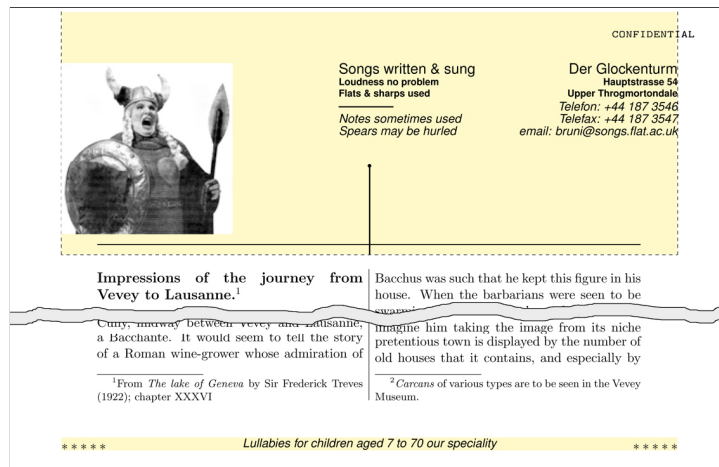 CONFIDENTIAL
Songs written & sung
Loudness no problem
Flats & sharps used
Notes sometimes used
Spears may be hurled
Der Glockenturm
Hauptstrasse 54
Upper Throgmortondale
Telefon: +44 187 3546
Telefax: +44 187 3547
email: bruni@songs.flat.ac.uk
Impressions of the journey from
Vevey to Lausanne.¹
between Vevey and Lausanne,
a Bacchante. It would seem to tell the story
of a Roman wine-grower whose admiration of
¹From The lake of Geneva by Sir Frederick Treves
(1922); chapter XXXVI
Bacchus was such that he kept this figure in his
house. When the barbarians were seen to be
imagine him taking the image from its niche
pretentious town is displayed by the number of
old houses that it contains, and especially by
²Carcans of various types are to be seen in the Vevey
Museum.
* * * * *
Lullabies for children aged 7 to 70 our speciality
* * * * *